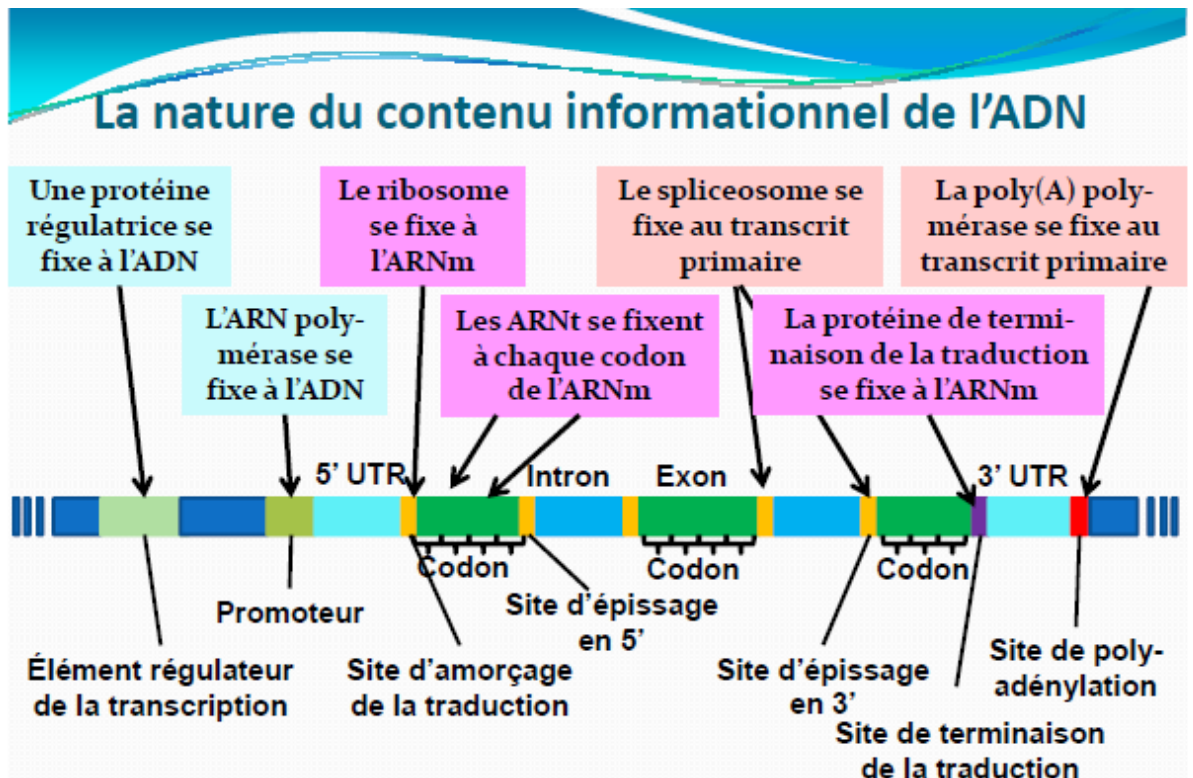 La nature du contenu informationnel de l'ADN
Une protéine
régulatrice se
fixe à l'ADN
Le ribosome
se fixe à
l'ARNm
Le spliceosome se
fixe au transcrit
primaire
La poly(A) poly-
mérase se fixe au
transcrit primaire
L'ARN poly-
mérase se
fixe à l'ADN
Les ARNt se fixent
à chaque codon
de l'ARNm
La protéine de termi-
naison de la traduction
se fixe à l'ARNm
5' UTR
Intron
Exon
3' UTR
Codon
Codon
Codon
Promoteur
Site d'épissage
en 5'
Élément régulateur
de la transcription
Site d'amorçage
de la traduction
Site d'épissage
en 3'
Site de poly-
adénylation
Site de terminaison
de la traduction